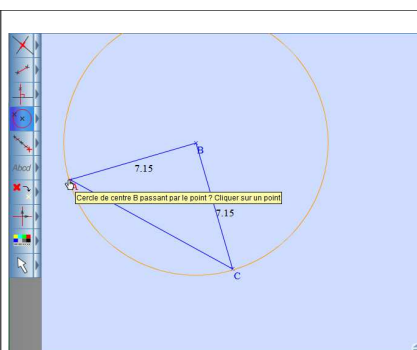 B
7.15
Abcd
A
Cercle de centre B passant par le point ? Cliquer sur un point
7.15
C